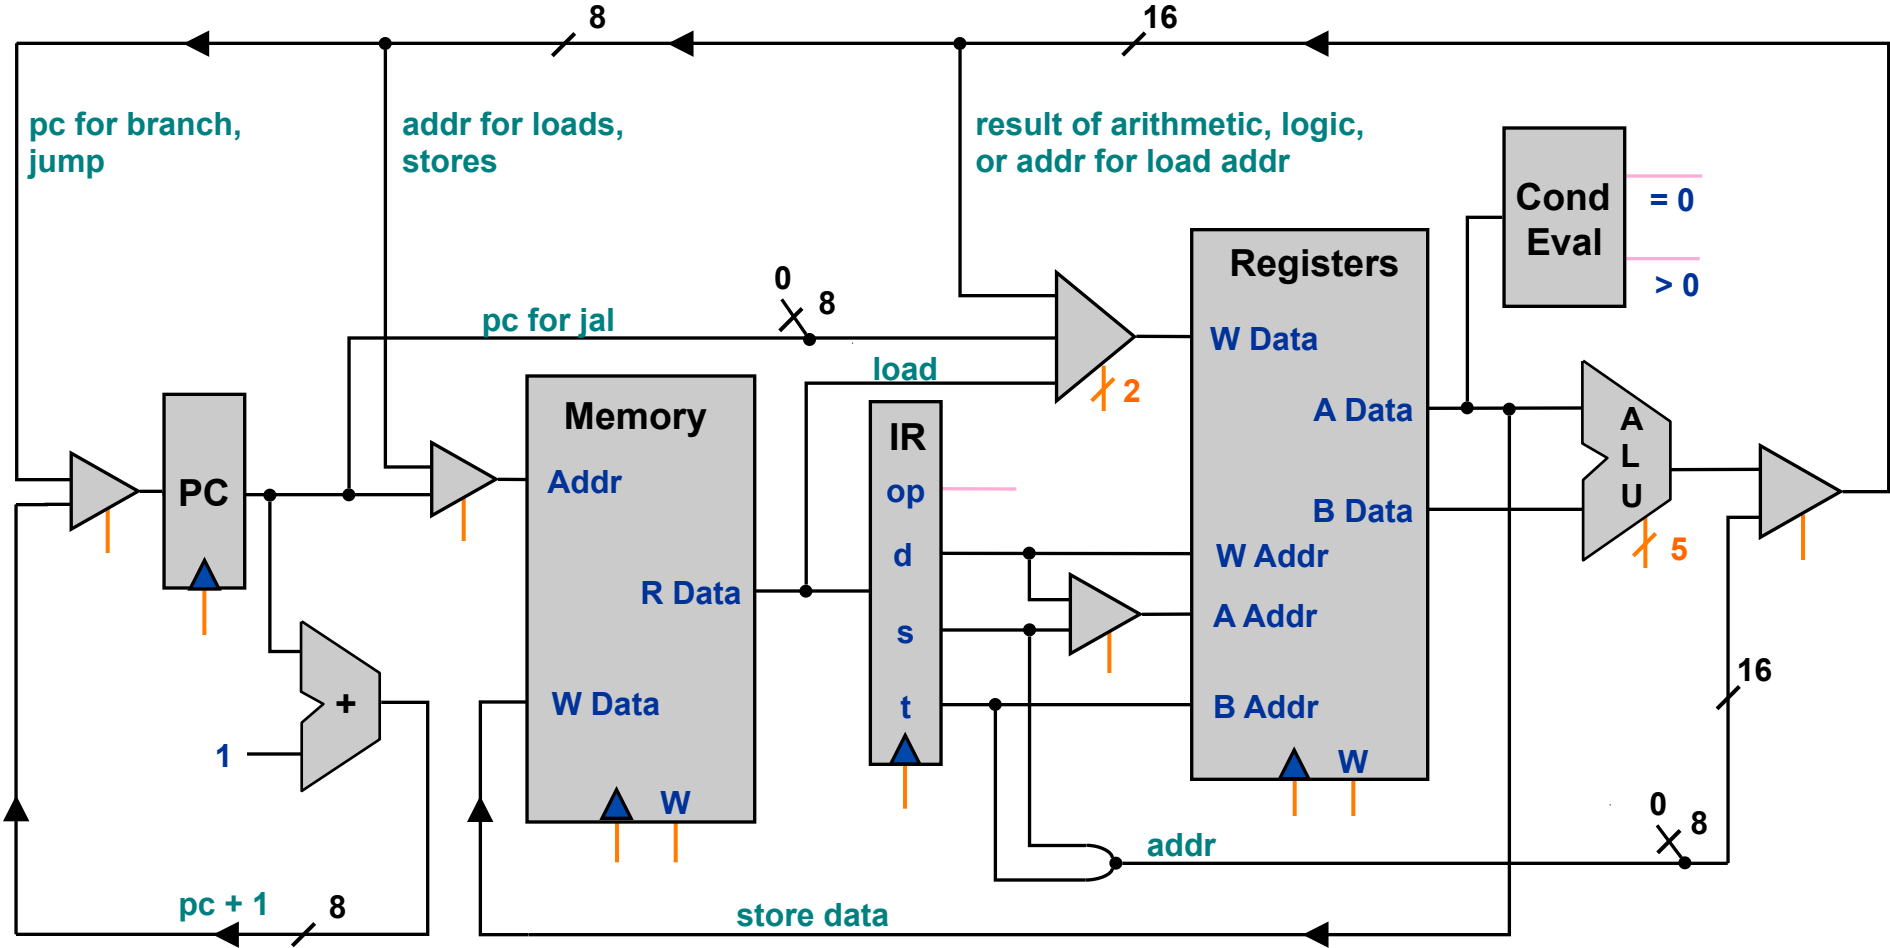 8
16
pc for branch,
jump
addr for loads,
stores
result of arithmetic, logic,
or addr for load addr
Cond
Eval
= 0
> 0
0
8
pc for jal
load
2
Registers
W Data
A Data
B Data
W Addr
A Addr
B Addr
W
A
L
U
5
Memory
Addr
R Data
W Data
W
IR
op
d
s
t
PC
+
1
16
0
8
addr
pc + 1
8
store data